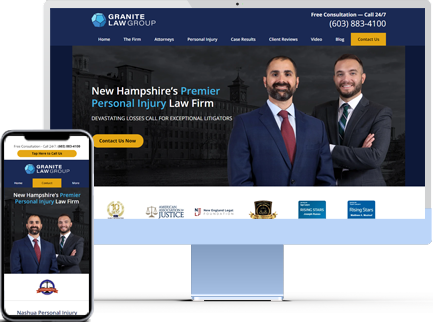 GRANITE
LAW GROUP
Free Consultation — Call 24/7
(603) 883-4100
Home The Firm Attorneys Personal Injury Case Results Client Reviews Video Blog Contact Us
New Hampshire's Premier
Personal Injury Law Firm
DEVASTATING LOSSES CALL FOR EXCEPTIONAL LITIGATORS
Contact Us Now
AMERICAN
ASSOCIATION for
JUSTICE
New England Legal
FOUNDATION
RISING STARS
Rising Stars
Free Consultation - Call 24/7 (603) 883-4100
Tap Here to Call Us
GRANITE
LAW GROUP
Home Contact More
New Hampshire's Premier
Personal Injury Law Firm
Nashua Personal Injury